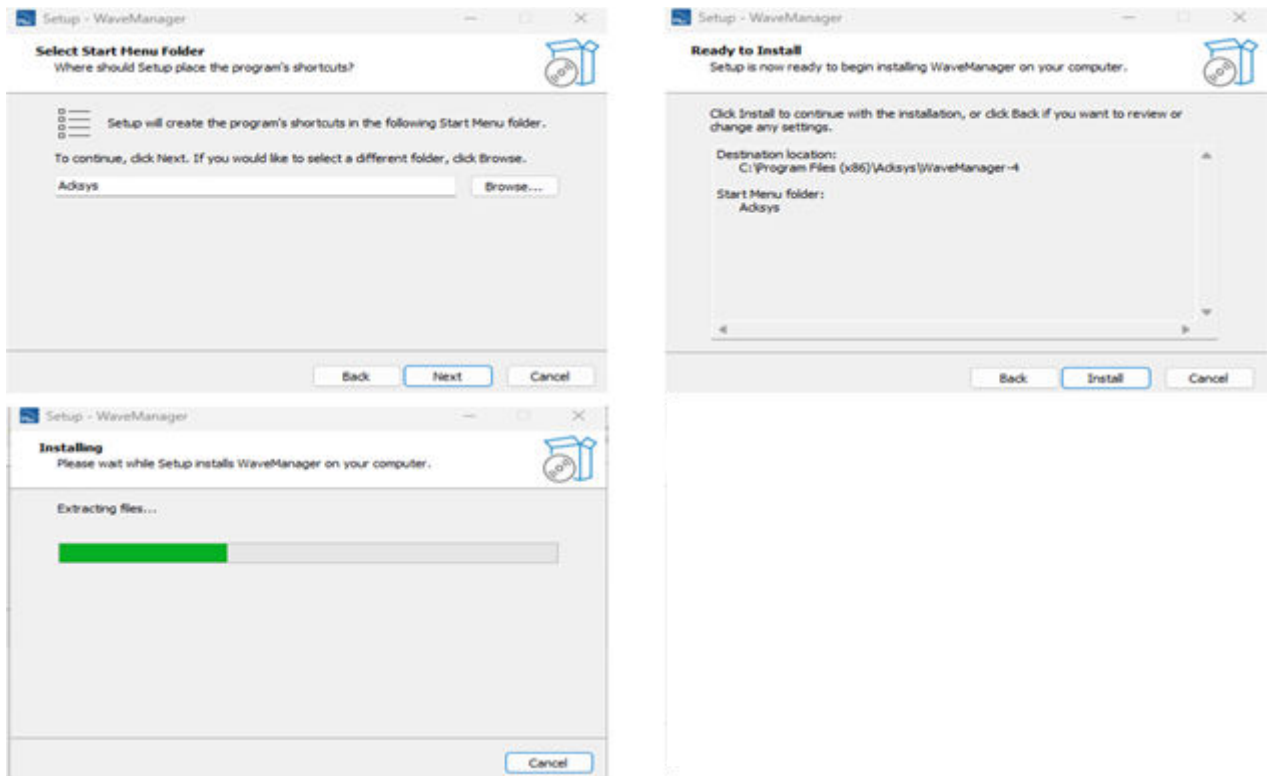 Setup - WaveManager
Select Start Menu Folder
Where should Setup place the program's shortcuts?
Setup will create the program's shortcuts in the following Start Menu folder.
To continue, click Next. If you would like to select a different folder, click Browse.
Acksys
Browse...
Back
Next
Cancel
Setup - WaveManager
Ready to Install
Setup is now ready to begin installing WaveManager on your computer.
Click Install to continue with the installation, or click Back if you want to review or
change any settings.
Destination location:
C:\Program Files (x86)\Acksys\WaveManager-4
Start Menu folder:
Acksys
Back
Install
Cancel
Setup - WaveManager
Installing
Please wait while Setup installs WaveManager on your computer.
Extracting files...
Cancel